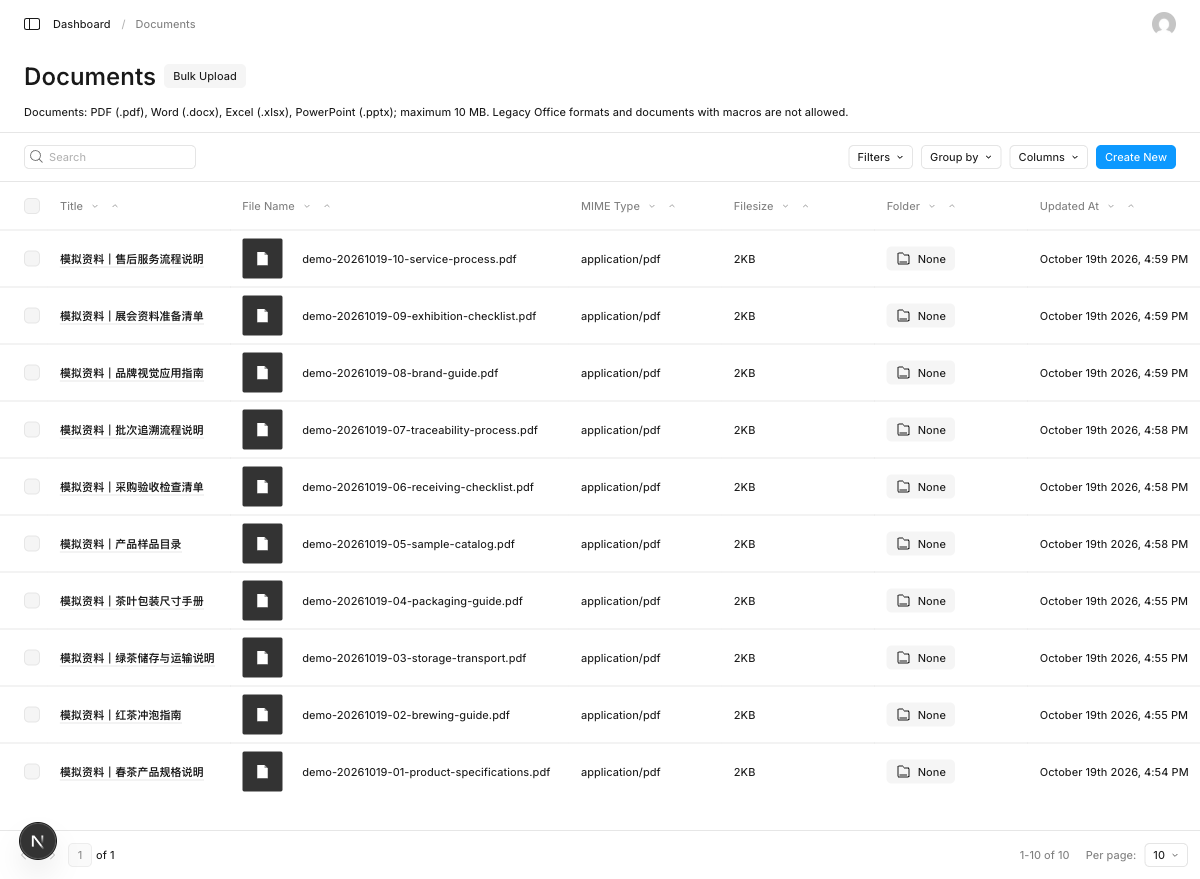 Dashboard / Documents
Documents Bulk Upload
Documents: PDF (.pdf), Word (.docx), Excel (.xlsx), PowerPoint (.pptx); maximum 10 MB. Legacy Office formats and documents with macros are not allowed.
Search Filters Group by Columns Create New
Title File Name MIME Type Filesize Folder Updated At
模拟资料丨售后服务流程说明 demo-20261019-10-service-process.pdf application/pdf 2KB None October 19th 2026, 4:59 PM
模拟资料丨展会资料准备清单 demo-20261019-09-exhibition-checklist.pdf application/pdf 2KB None October 19th 2026, 4:59 PM
模拟资料丨品牌视觉应用指南 demo-20261019-08-brand-guide.pdf application/pdf 2KB None October 19th 2026, 4:59 PM
模拟资料丨批次追溯流程说明 demo-20261019-07-traceability-process.pdf application/pdf 2KB None October 19th 2026, 4:58 PM
模拟资料丨采购验收检查清单 demo-20261019-06-receiving-checklist.pdf application/pdf 2KB None October 19th 2026, 4:58 PM
模拟资料丨产品样品目录 demo-20261019-05-sample-catalog.pdf application/pdf 2KB None October 19th 2026, 4:58 PM
模拟资料丨茶叶包装尺寸手册 demo-20261019-04-packaging-guide.pdf application/pdf 2KB None October 19th 2026, 4:55 PM
模拟资料丨绿茶储存与运输说明 demo-20261019-03-storage-transport.pdf application/pdf 2KB None October 19th 2026, 4:55 PM
模拟资料丨红茶冲泡指南 demo-20261019-02-brewing-guide.pdf application/pdf 2KB None October 19th 2026, 4:55 PM
模拟资料丨春茶产品规格说明 demo-20261019-01-product-specifications.pdf application/pdf 2KB None October 19th 2026, 4:54 PM
N 1 of 1 1-10 of 10 Per page: 10